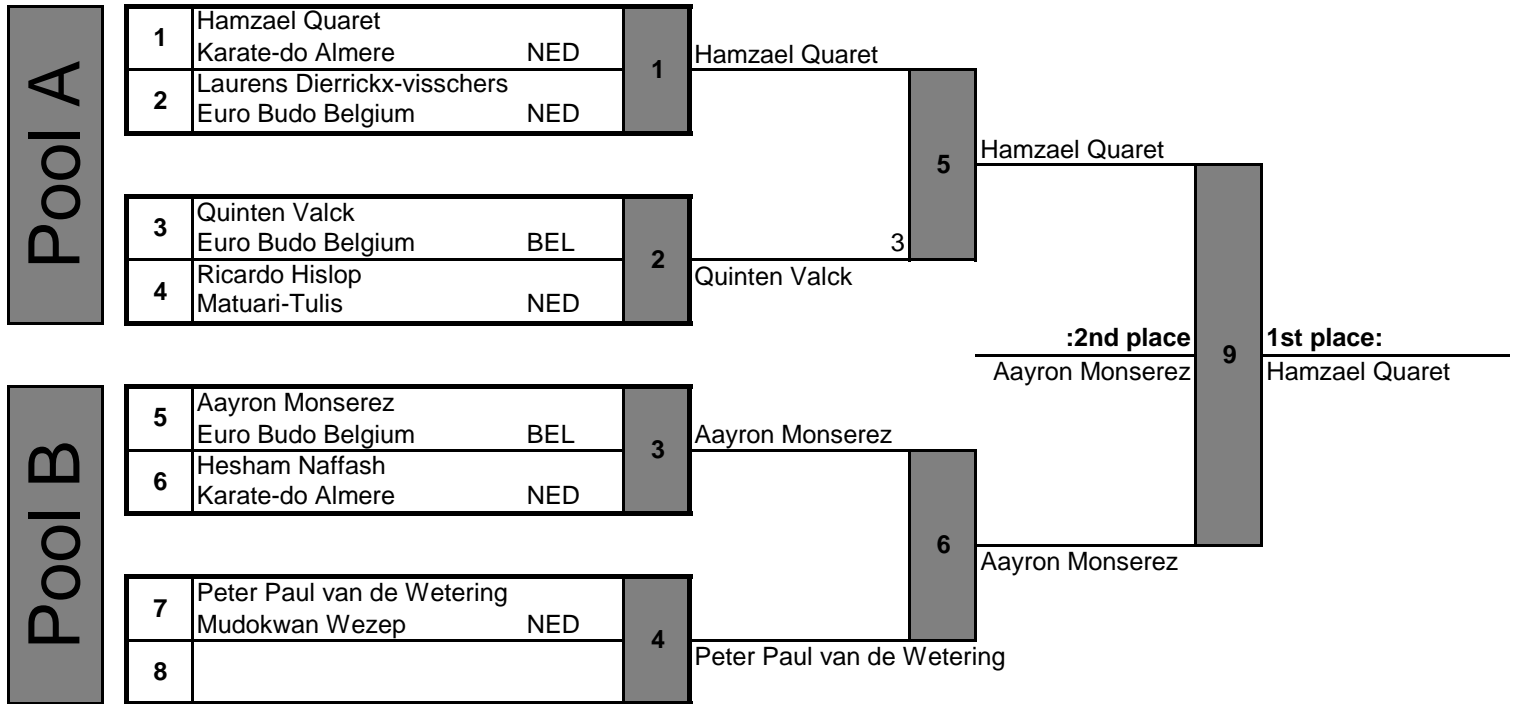 Pool A
1
Hamzael Quaret
Karate-do Almere NED
2
Laurens Dierrickx-visschers
Euro Budo Belgium NED
1
Hamzael Quaret
3
Quinten Valck
Euro Budo Belgium BEL
4
Ricardo Hislop
Matuari-Tulis NED
2
3
Quinten Valck
5
Hamzael Quaret
Pool B
5
Aayron Monserez
Euro Budo Belgium BEL
6
Hesham Naffash
Karate-do Almere NED
3
Aayron Monserez
7
Peter Paul van de Wetering
Mudokwan Wezep NED
8
4
Peter Paul van de Wetering
6
Aayron Monserez
:2nd place
Aayron Monserez
9
1st place:
Hamzael Quaret